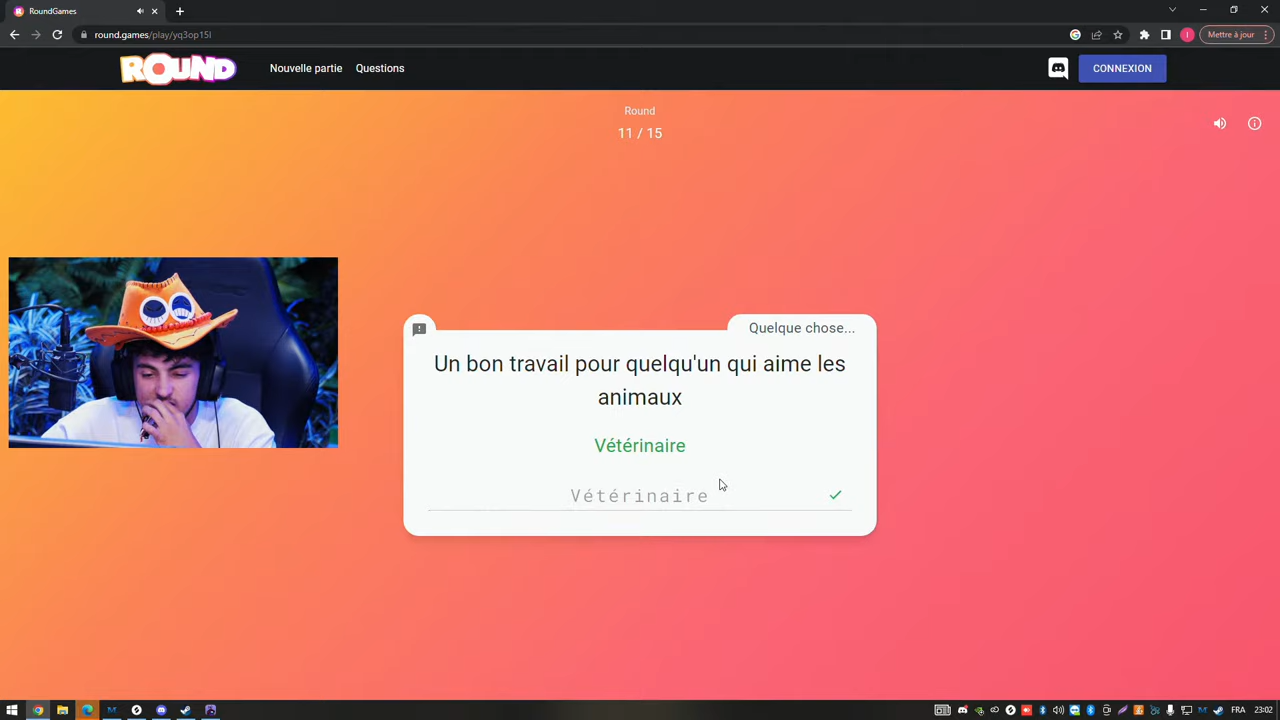 RoundGames
round.games/play/yq3op15l
Mettre à jour
ROUND
Nouvelle partie
Questions
CONNEXION
Round
11 / 15
Quelque chose...
Un bon travail pour quelqu'un qui aime les
animaux
Vétérinaire
Vétérinaire
FRA
23:02